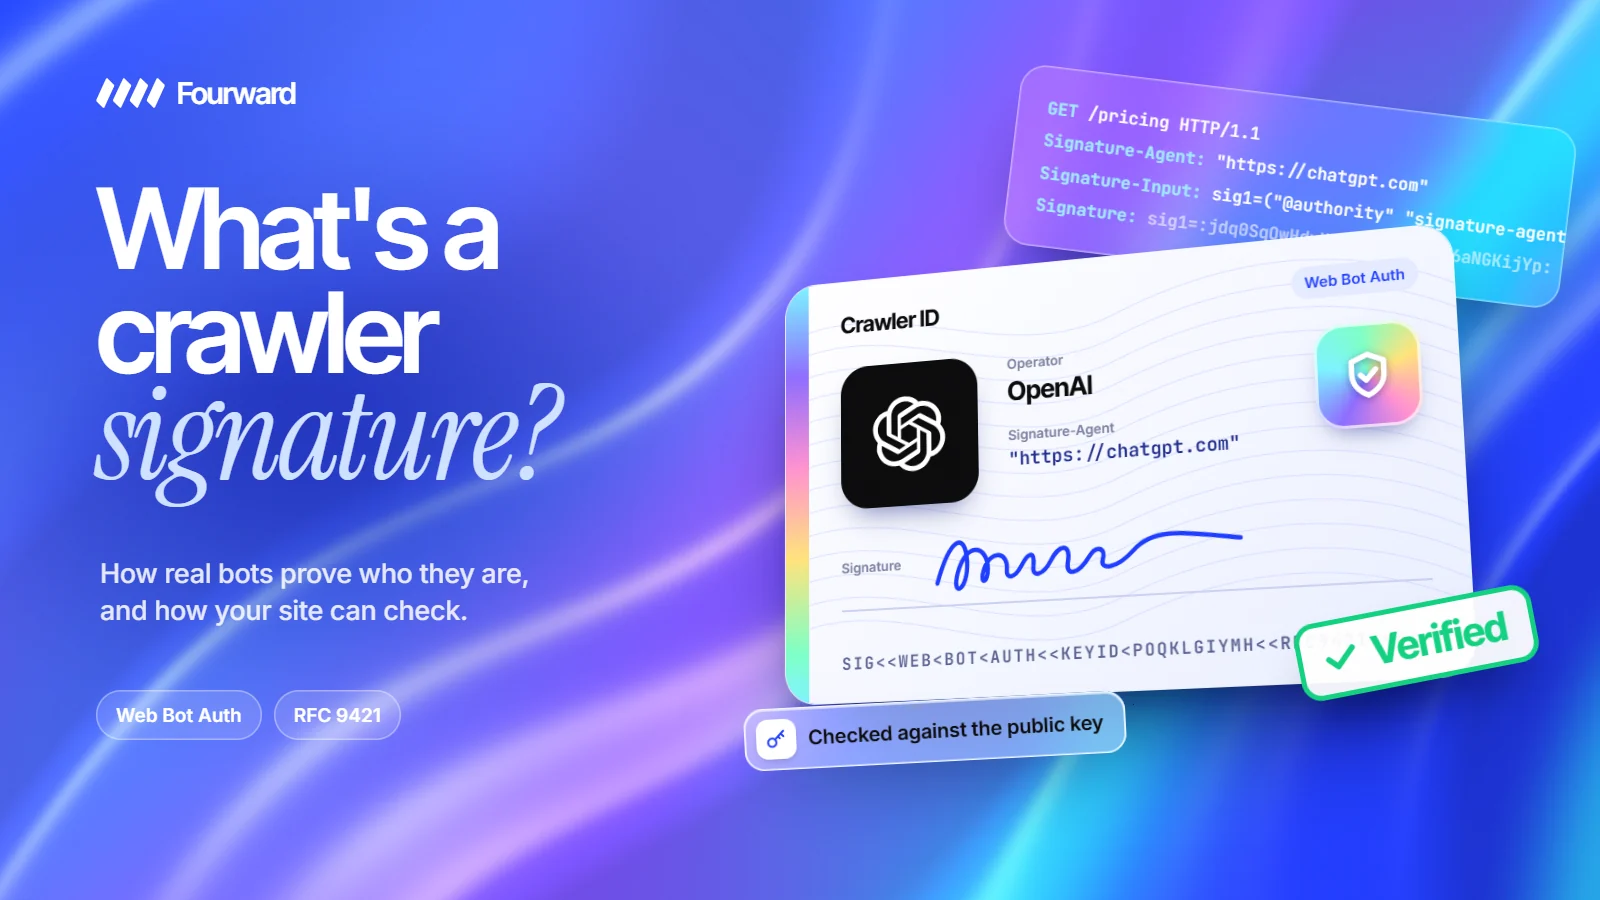 Fourward
What's a
crawler
signature?
How real bots prove who they are,
and how your site can check.
Web Bot Auth
RFC 9421
GET /pricing HTTP/1.1
Signature-Agent: "https://chatgpt.com"
Signature-Input: sig1=("@authority" "signature-agent
Signature:
Web Bot Auth
Crawler ID
Operator
OpenAI
Signature-Agent
"https://chatgpt.com"
Signature
SIG<<WEB<BOT<AUTH<<KEYID<POQKLGIYMH<<R
Verified
Checked against the public key